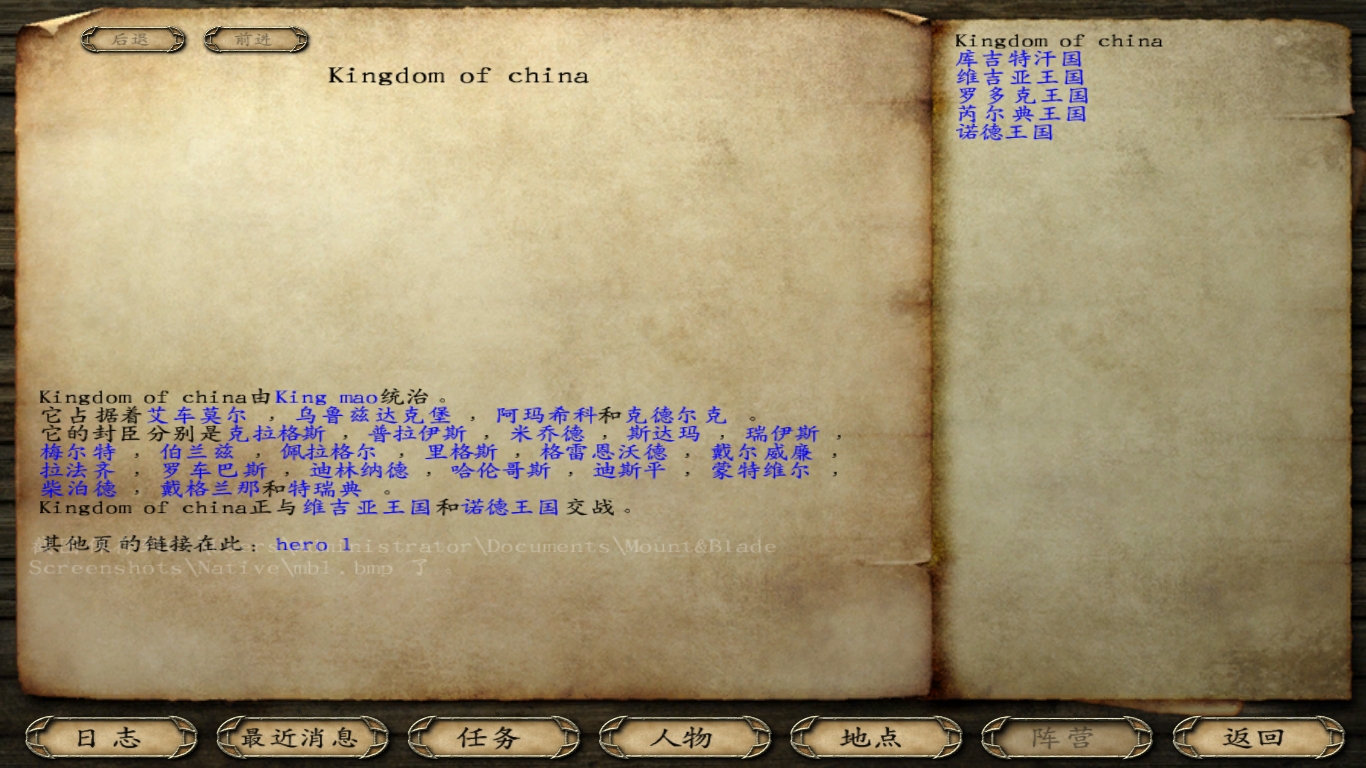 后退 前进
Kingdom of china
Kingdom of china由King mao统治。
它占据着艾车莫尔 , 乌鲁兹达克堡 , 阿玛希科和克德尔克 。
它的封臣分别是克拉格斯 , 普拉伊斯 , 米乔德 , 斯达玛 , 瑞伊斯 ,
梅尔特 , 伯兰兹 , 佩拉格尔 , 里格斯 , 格雷恩沃德 , 戴尔威廉 ,
拉法齐 , 罗车巴斯 , 迪林纳德 , 哈伦哥斯 , 迪斯平 , 蒙特维尔 ,
柴泊德 , 戴格兰那和特瑞典 。
Kingdom of china正与维吉亚王国和诺德王国交战。
其他页的链接在此: hero 1
ministrator\Documents\Mount&Blade
Screenshots\Native\mb1.bmp 了。
Kingdom of china
库吉特汗国
维吉亚王国
罗多克王国
芮尔典王国
诺德王国
日志 最近消息 任务 人物 地点 阵营 返回